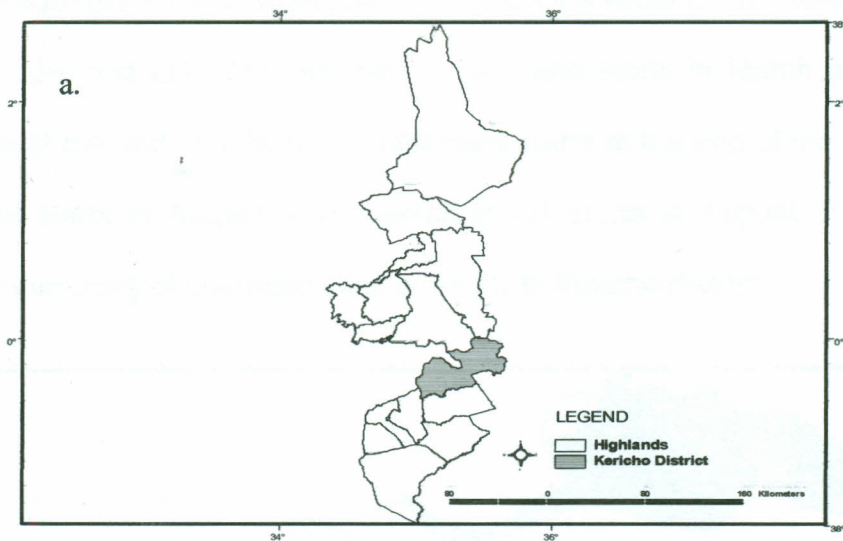 34° 36°
38°
a.
2° 2°
0° 0°
LEGEND
Highlands
Kericho District
80 0 80 160 Kilometers
34° 36°
38°